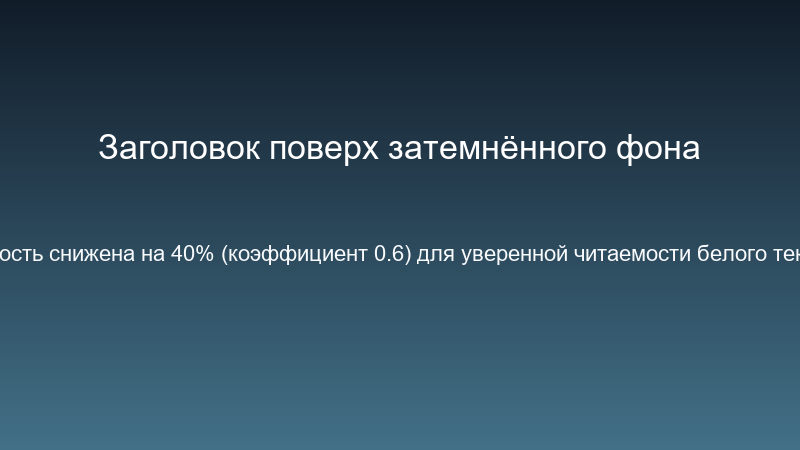 Заголовок поверх затемнённого фона
ость снижена на 40% (коэффициент 0.6) для уверенной читаемости белого тек